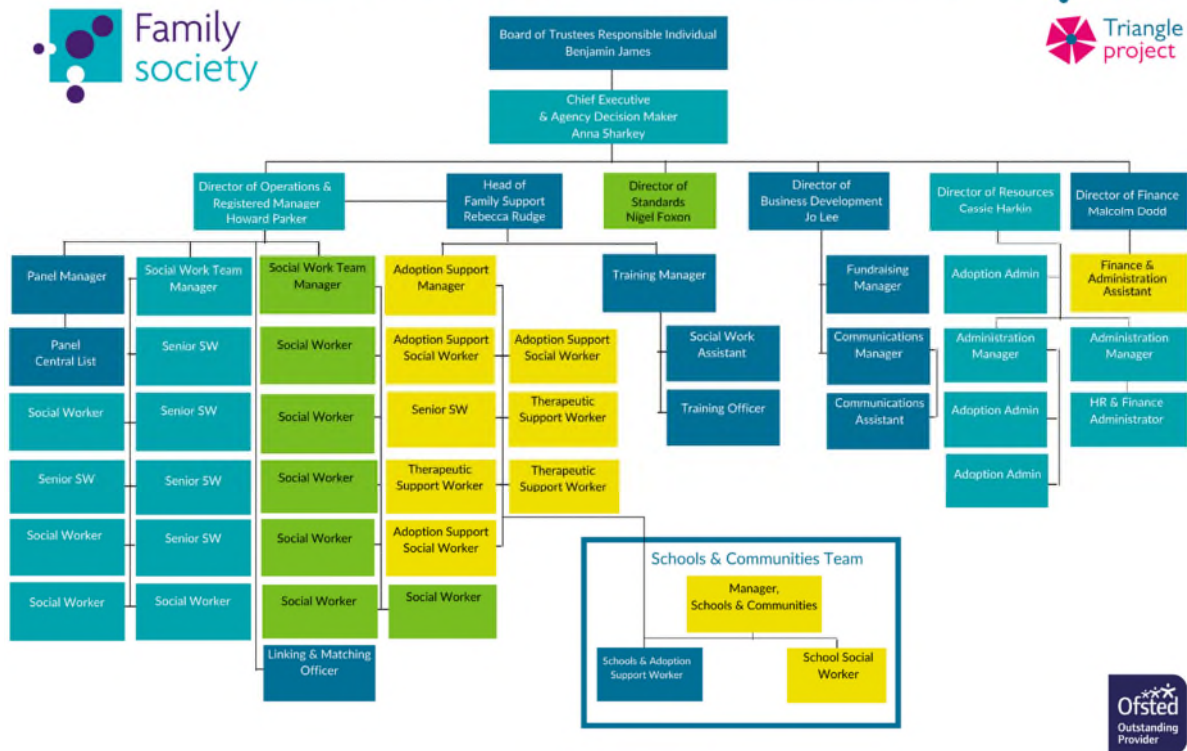 Family
society
Board of Trustees Responsible Individual
Benjamin James
Triangle
project
Chief Executive
& Agency Decision Maker
Anna Sharkey
Director of Operations &
Registered Manager
Howard Parker
Head of
Family Support
Rebecca Rudge
Director of
Standards
Nigel Foxon
Director of
Business Development
Jo Lee
Director of Resources
Cassie Harkin
Director of Finance
Malcolm Dodd
Panel Manager
Social Work Team
Manager
Social Work Team
Manager
Adoption Support
Manager
Training Manager
Fundraising
Manager
Adoption Admin
Finance &
Administration
Assistant
Panel
Central List
Senior SW
Social Worker
Adoption Support
Social Worker
Adoption Support
Social Worker
Social Work
Assistant
Communications
Manager
Administration
Manager
Administration
Manager
Social Worker
Senior SW
Social Worker
Senior SW
Therapeutic
Support Worker
Training Officer
Communications
Assistant
Adoption Admin
HR & Finance
Administrator
Senior SW
Senior SW
Social Worker
Therapeutic
Support Worker
Therapeutic
Support Worker
Adoption Admin
Social Worker
Senior SW
Social Worker
Adoption Support
Social Worker
Schools & Communities Team
Manager,
Schools & Communities
Social Worker
Social Worker
Social Worker
Social Worker
Linking & Matching
Officer
Schools & Adoption
Support Worker
School Social
Worker
Ofsted
Outstanding
Provider